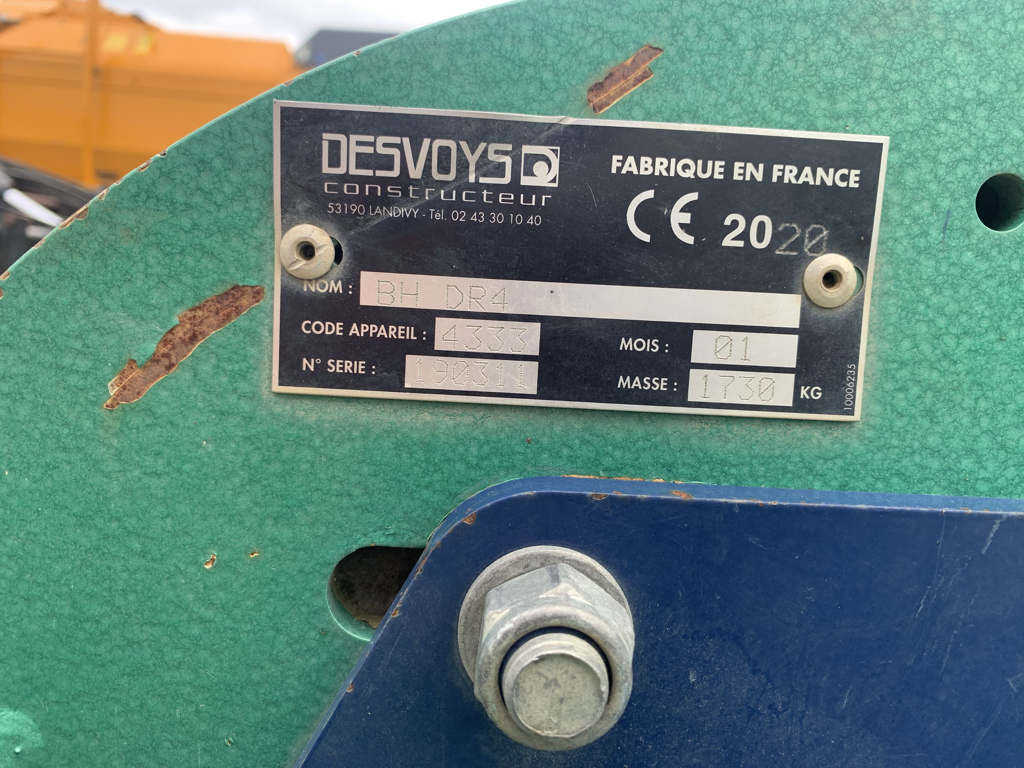 DESVOYS
constructeur
53190 LANDIVY - Tél. 02 43 30 10 40
FABRIQUE EN FRANCE
CE 2020
NOM : BH DR4
CODE APPAREIL : 4333
MOIS : 01
N° SERIE : 190311
MASSE : 1730 KG
10006235